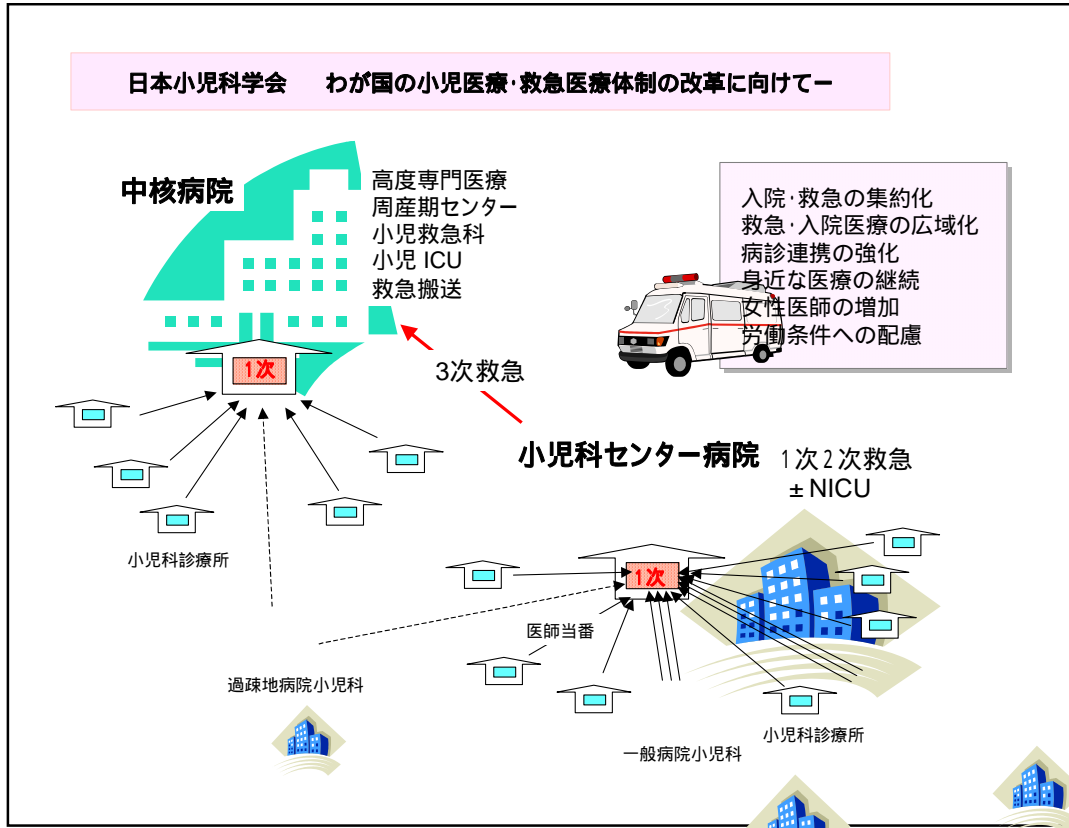 日本小児科学会　　わが国の小児医療･救急医療体制の改革に向けてー
中核病院
高度専門医療
周産期センター
小児救急科
小児 ICU
救急搬送
入院･救急の集約化
救急･入院医療の広域化
病診連携の強化
身近な医療の継続
女性医師の増加
労働条件への配慮
1次
3次救急
小児科センター病院
1次2次救急
± NICU
小児科診療所
1次
医師当番
過疎地病院小児科
小児科診療所
一般病院小児科